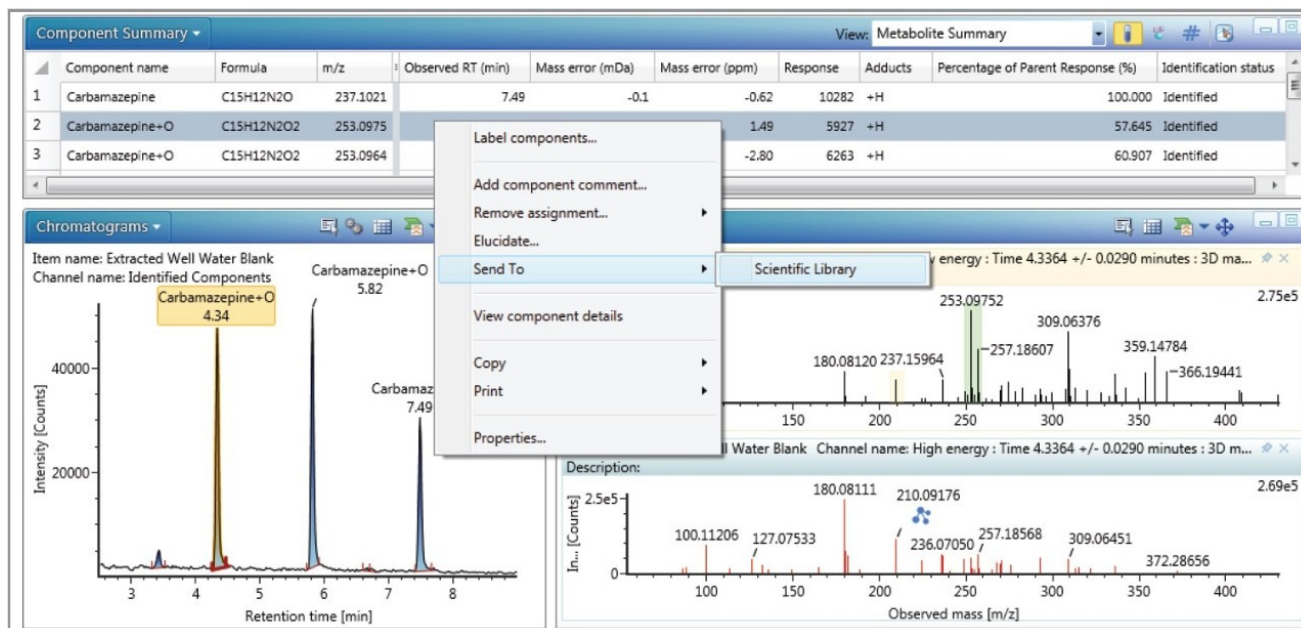 Component Summary
View: Metabolite Summary
Component name Formula m/z Observed RT (min) Mass error (mDa) Mass error (ppm) Response Adducts Percentage of Parent Response (%) Identification status
1 Carbamazepine C15H12N2O 237.1021 7.49 -0.1 -0.62 10282 +H 100.000 Identified
2 Carbamazepine+O C15H12N2O2 253.0975 1.49 5927 +H 57.645 Identified
3 Carbamazepine+O C15H12N2O2 253.0964 -2.80 6263 +H 60.907 Identified
Label components...
Add component comment...
Remove assignment...
Elucidate...
Send To
Scientific Library
View component details
Copy
Print
Properties...
Chromatograms
Item name: Extracted Well Water Blank
Channel name: Identified Components
Carbamazepine+O
4.34
Carbamazepine+O
5.82
Carbamaz
7.49
40000
20000
Intensity [Counts]
3 4 5 6 7 8
Retention time [min]
energy : Time 4.3364 +/- 0.0290 minutes : 3D ma...
2.75e5
253.09752
309.06376
180.08120
237.15964
257.18607
359.14784
366.19441
150 200 250 300 350 400
Water Blank Channel name: High energy : Time 4.3364 +/- 0.0290 minutes : 3D m...
Description:
2.69e5
2.5e5
0
In... [Counts]
180.08111
210.09176
100.11206
127.07533
236.07050
257.18568
309.06451
372.28656
100 150 200 250 300 350 400
Observed mass [m/z]